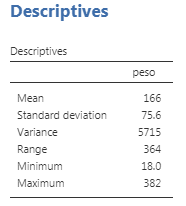 Descriptives
Descriptives
peso
Mean 166
Standard deviation 75.6
Variance 5715
Range 364
Minimum 18.0
Maximum 382